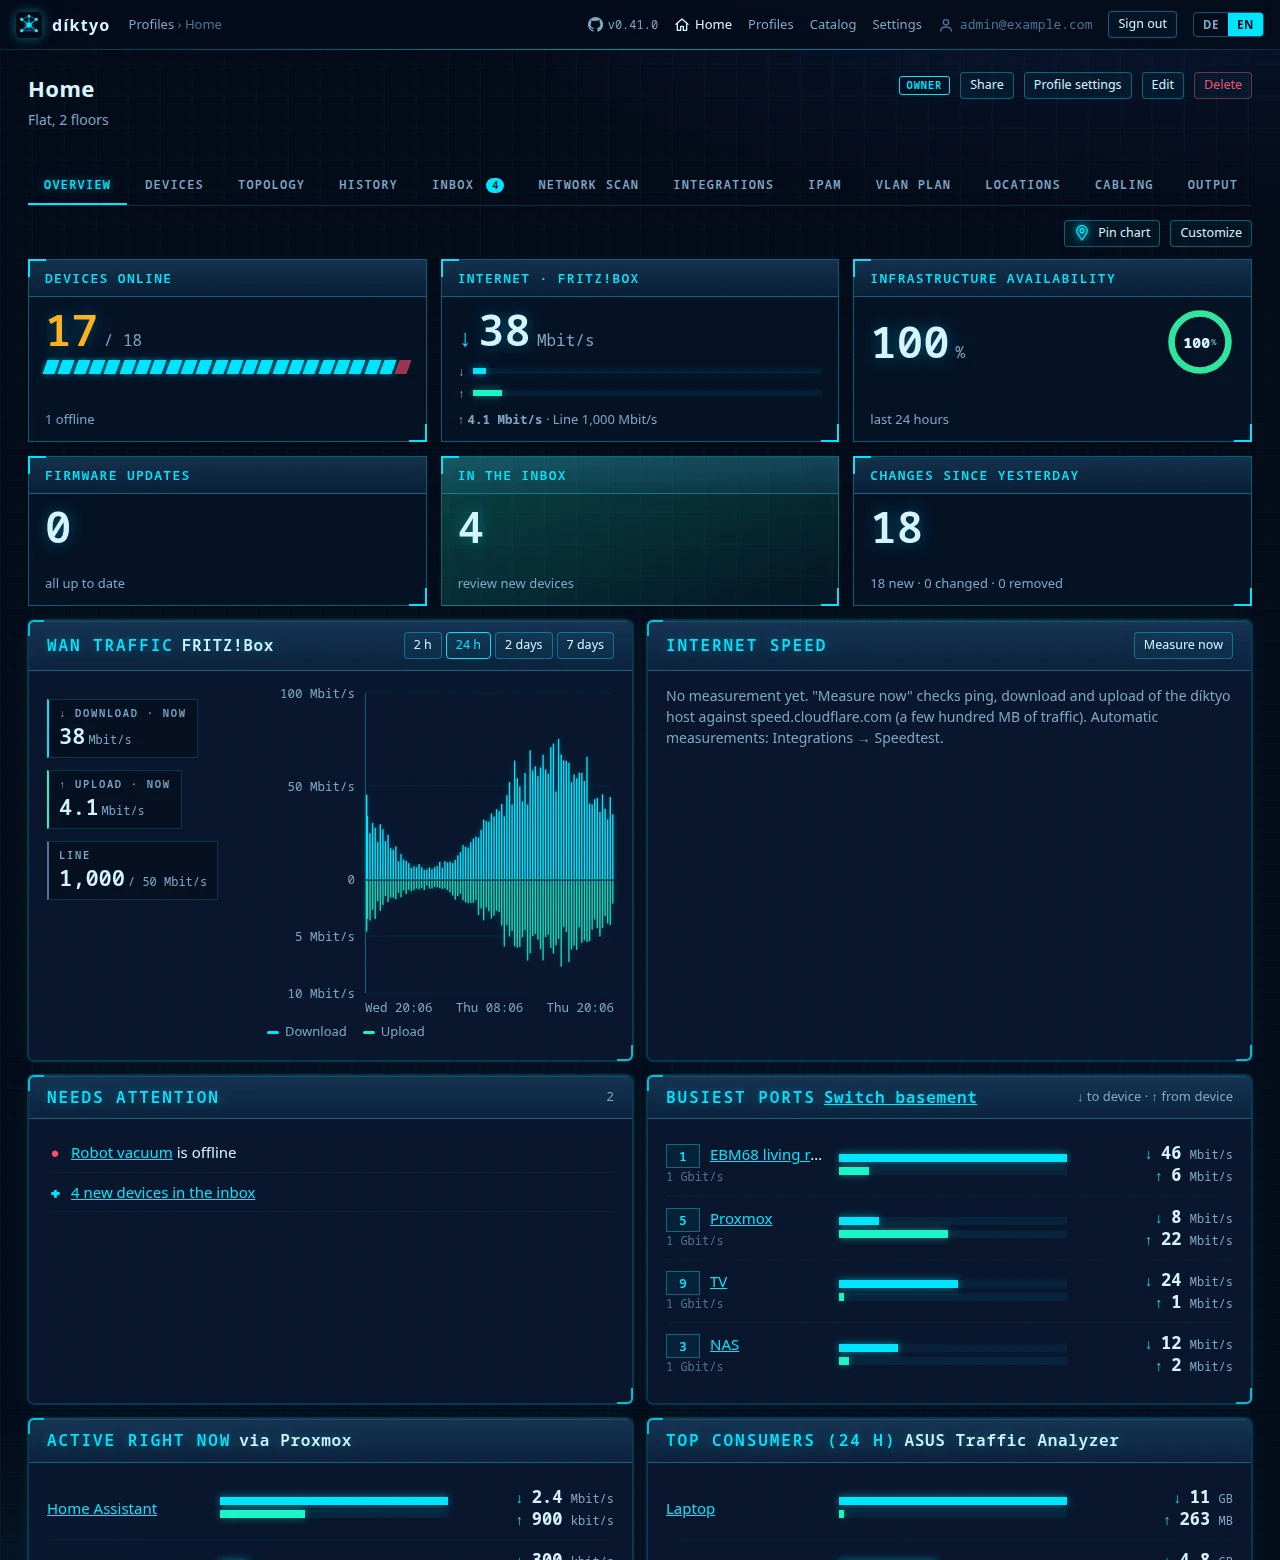 díktyo
Profiles › Home
v0.41.0
Home
Profiles
Catalog
Settings
admin@example.com
Sign out
DE
EN
Home
Flat, 2 floors
OWNER
Share
Profile settings
Edit
Delete
OVERVIEW
DEVICES
TOPOLOGY
HISTORY
INBOX 4
NETWORK SCAN
INTEGRATIONS
IPAM
VLAN PLAN
LOCATIONS
CABLING
OUTPUT
Pin chart
Customize
DEVICES ONLINE
17 / 18
1 offline
INTERNET · FRITZ!BOX
↓ 38 Mbit/s
↓
↑
↑ 4.1 Mbit/s · Line 1,000 Mbit/s
INFRASTRUCTURE AVAILABILITY
100 %
100%
last 24 hours
FIRMWARE UPDATES
0
all up to date
IN THE INBOX
4
review new devices
CHANGES SINCE YESTERDAY
18
18 new · 0 changed · 0 removed
WAN TRAFFIC FRITZ!Box
2 h
24 h
2 days
7 days
↓ DOWNLOAD · NOW
38 Mbit/s
↑ UPLOAD · NOW
4.1 Mbit/s
LINE
1,000 / 50 Mbit/s
100 Mbit/s
50 Mbit/s
0
5 Mbit/s
10 Mbit/s
Wed 20:06
Thu 08:06
Thu 20:06
Download
Upload
INTERNET SPEED
Measure now
No measurement yet. "Measure now" checks ping, download and upload of the díktyo
host against speed.cloudflare.com (a few hundred MB of traffic). Automatic
measurements: Integrations → Speedtest.
NEEDS ATTENTION
2
Robot vacuum is offline
4 new devices in the inbox
BUSIEST PORTS Switch basement
↓ to device · ↑ from device
1 EBM68 living r...
1 Gbit/s
↓ 46 Mbit/s
↑ 6 Mbit/s
5 Proxmox
1 Gbit/s
↓ 8 Mbit/s
↑ 22 Mbit/s
9 TV
1 Gbit/s
↓ 24 Mbit/s
↑ 1 Mbit/s
3 NAS
1 Gbit/s
↓ 12 Mbit/s
↑ 2 Mbit/s
ACTIVE RIGHT NOW via Proxmox
Home Assistant
↓ 2.4 Mbit/s
↑ 900 kbit/s
↓ 300 kbit/s
TOP CONSUMERS (24 H) ASUS Traffic Analyzer
Laptop
↓ 11 GB
↑ 263 MB
↓ 4.8 GB